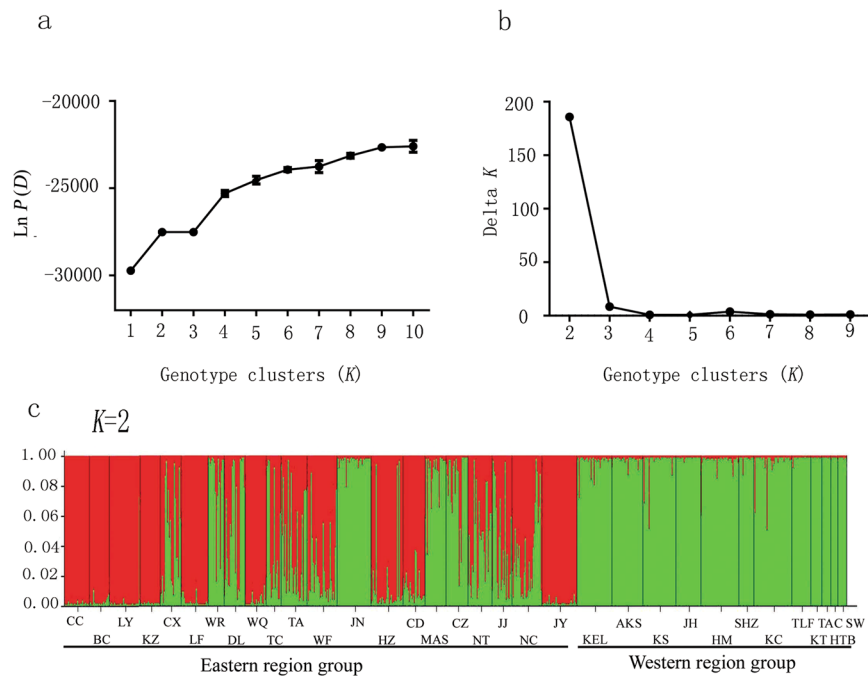 a
b
-20000
-25000
-30000
Ln P(D)
1 2 3 4 5 6 7 8 9 10
Genotype clusters (K)
200
150
100
50
0
Delta K
2 3 4 5 6 7 8 9
Genotype clusters (K)
c
K=2
1.00
0.08
0.06
0.04
0.02
0.00
CC LY CX WR WQ TA JN CD CZ JJ JY AKS JH SHZ TLF TAC SW
BC KZ LF DL TC WF HZ MAS NT NC KEL KS HM KC KT HTB
Eastern region group
Western region group